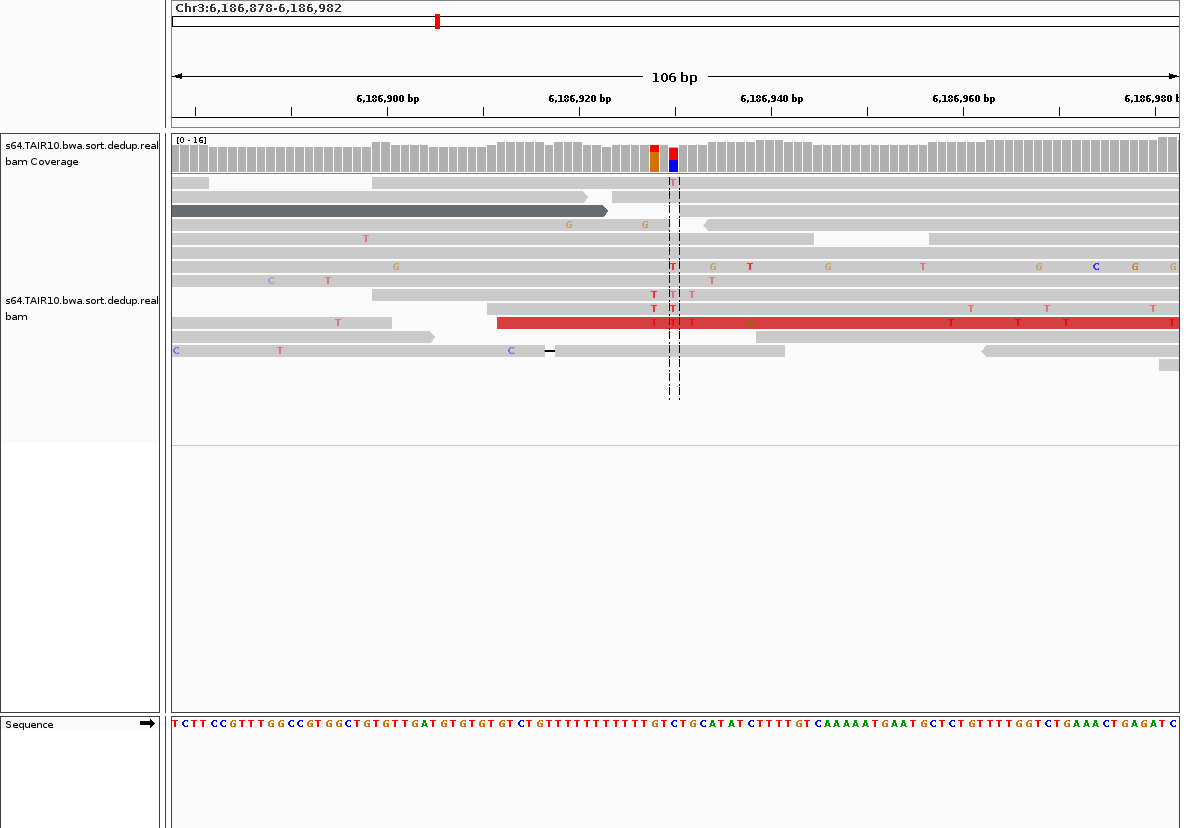 Chr3:6,186,878-6,186,982
106 bp
6,186,900 bp 6,186,920 bp 6,186,940 bp 6,186,960 bp 6,186,980 b
s64.TAIR10.bwa.sort.dedup.real
bam Coverage
[0 - 16]
T
G G
T
G T G T G T G C G G
C T T
T T T
T T T T T
T T T T T T T T
C T C
s64.TAIR10.bwa.sort.dedup.real
bam
Sequence
TCTTCCGTTTGGCCGTGGCTGTGTTGATGTGTGTGTCTGTTTTTTTTTTTGTCTGCATATCTTTTGTCAAAAATGAATGCTCTGTTTTGGTCTGAAACTGAGATC